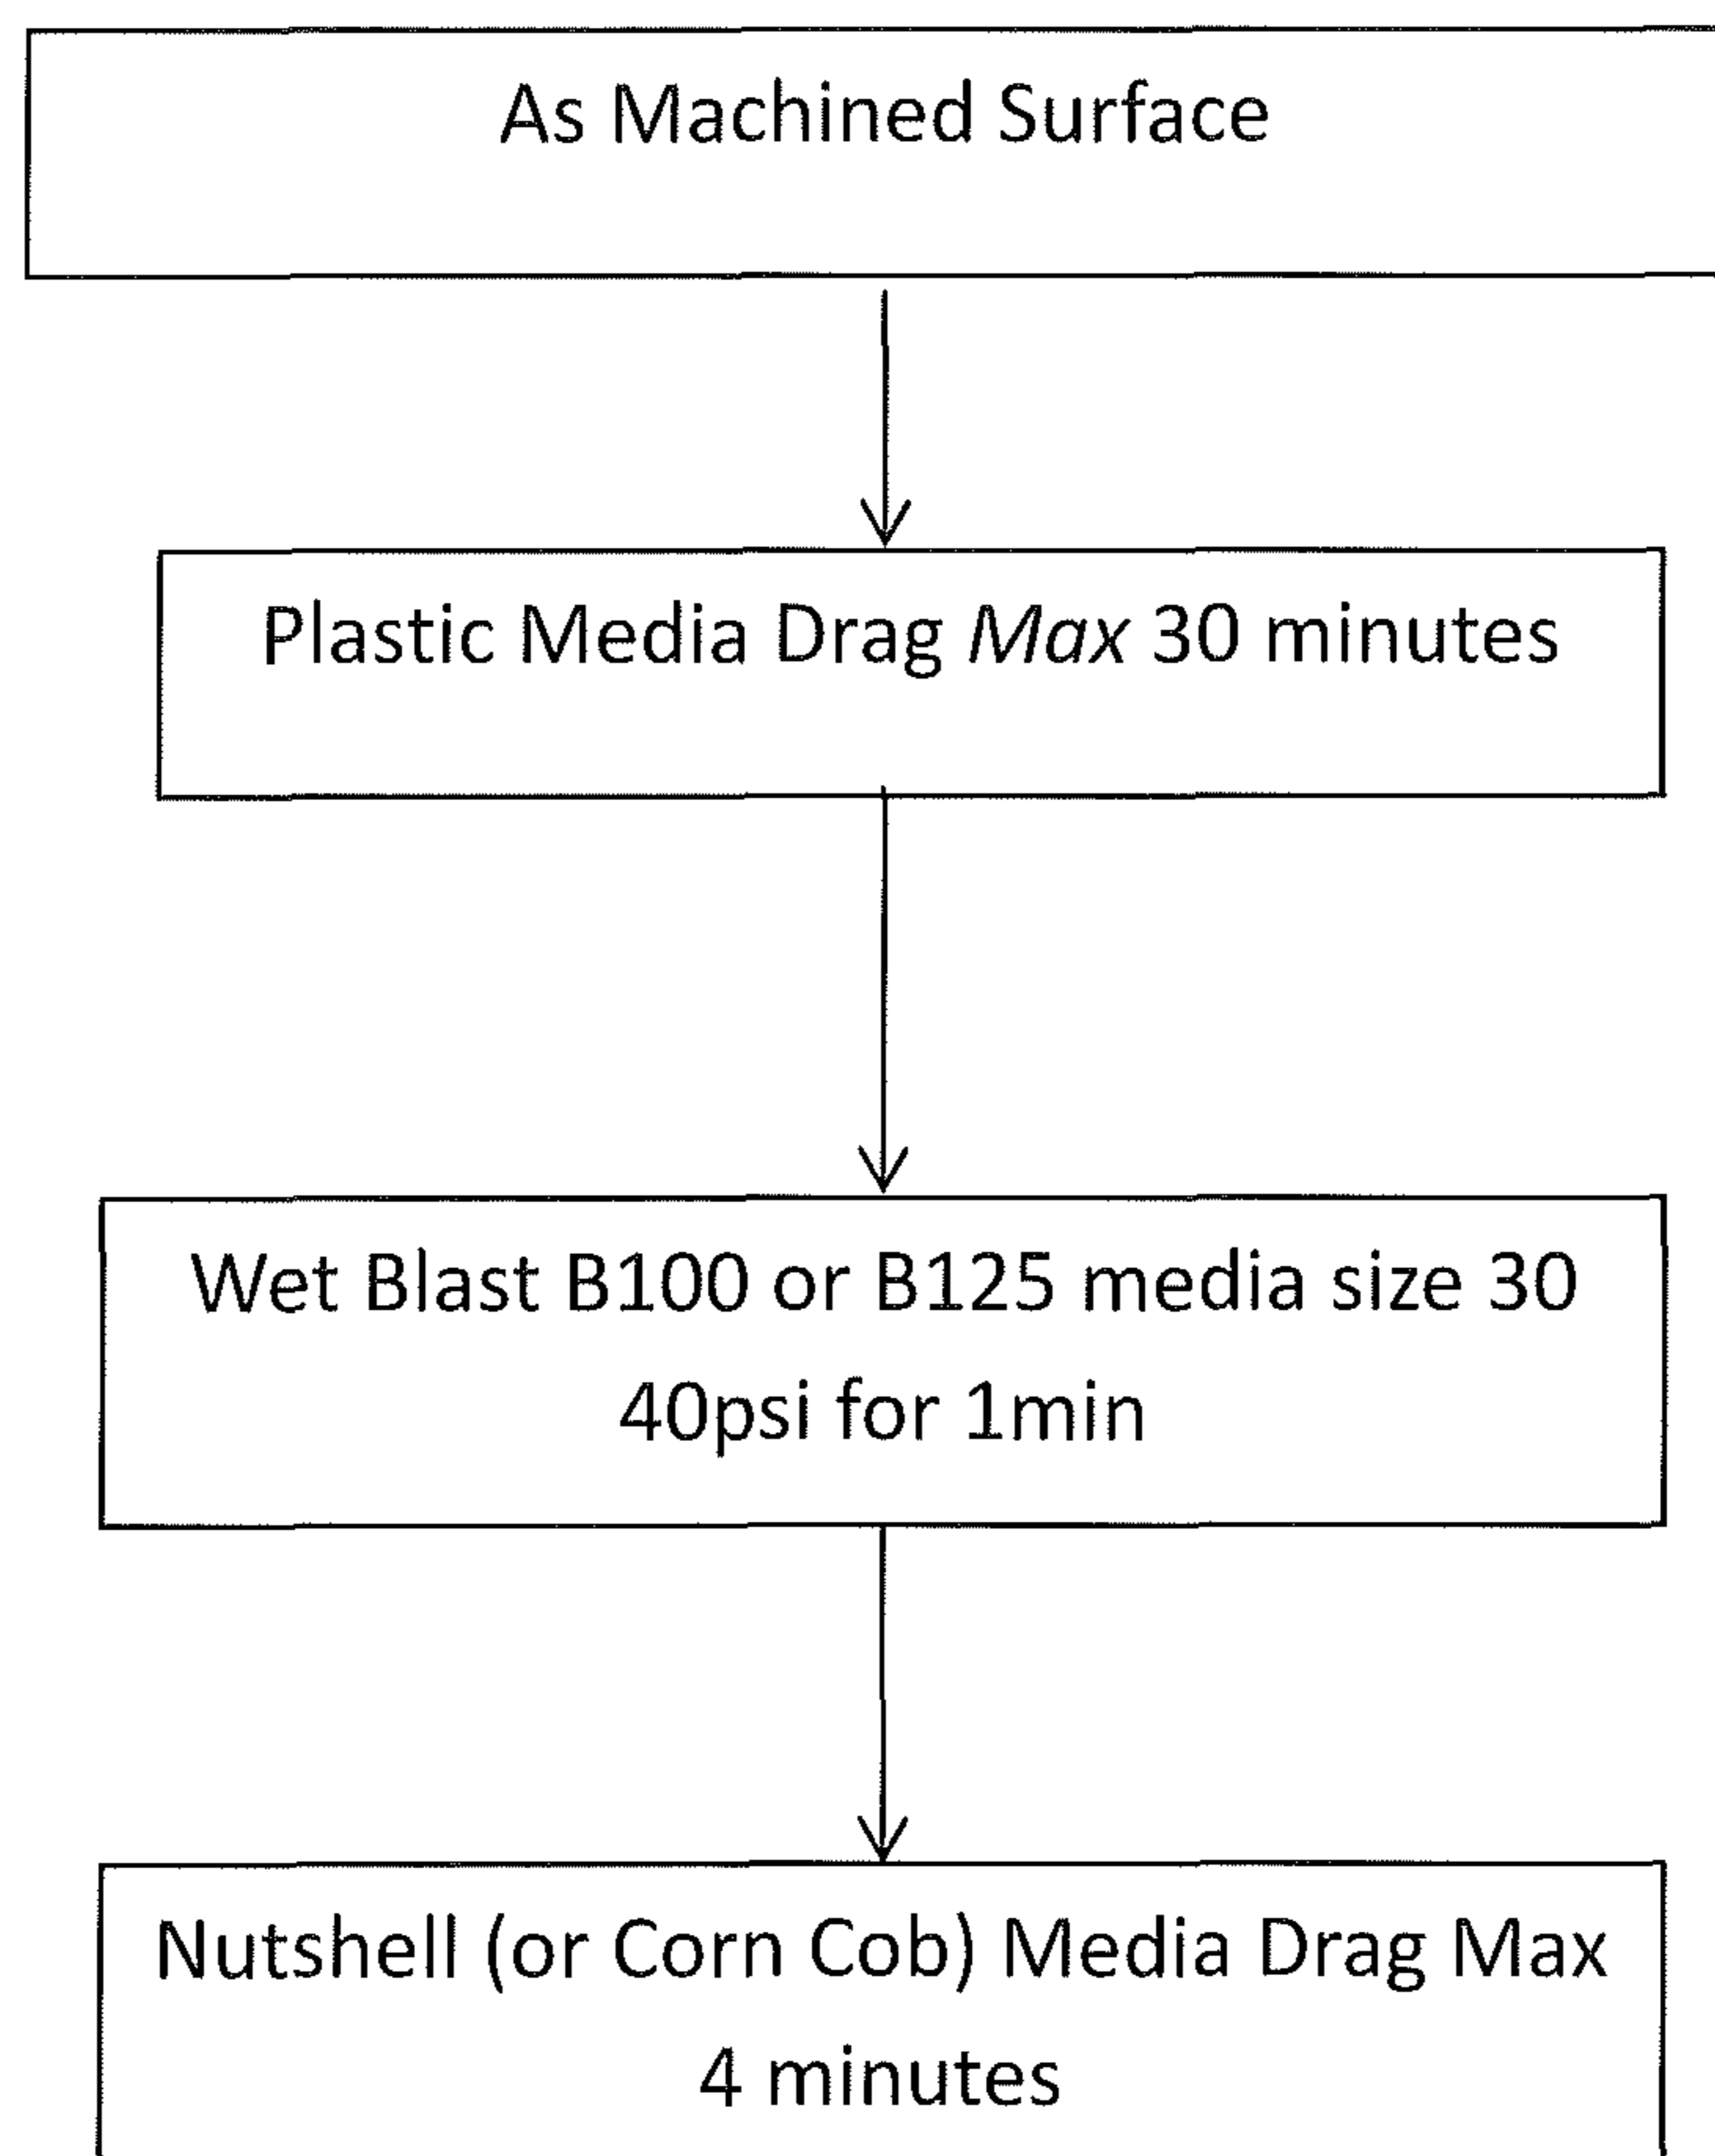 As Machined Surface
Plastic Media Drag Max 30 minutes
Wet Blast B100 or B125 media size 30
40psi for 1min
Nutshell (or Corn Cob) Media Drag Max
4 minutes